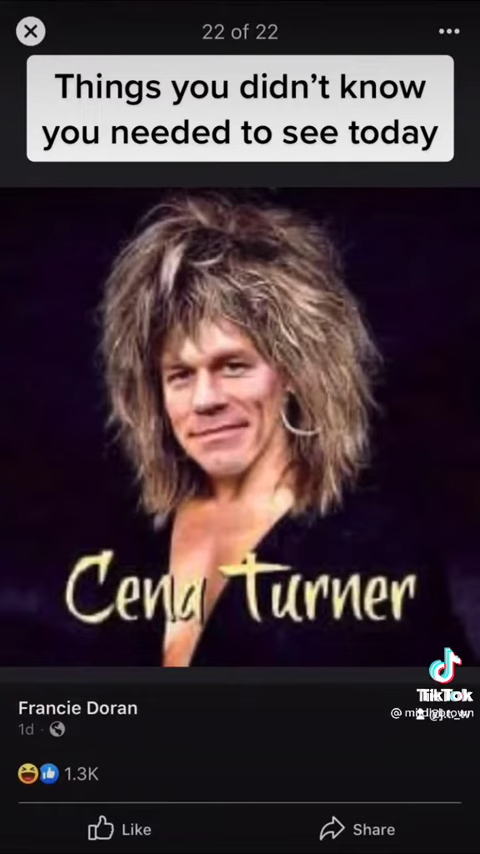 22 of 22
Things you didn't know
you needed to see today
Cena Turner
TikTok
Francie Doran
1d
1.3K
Like
Share